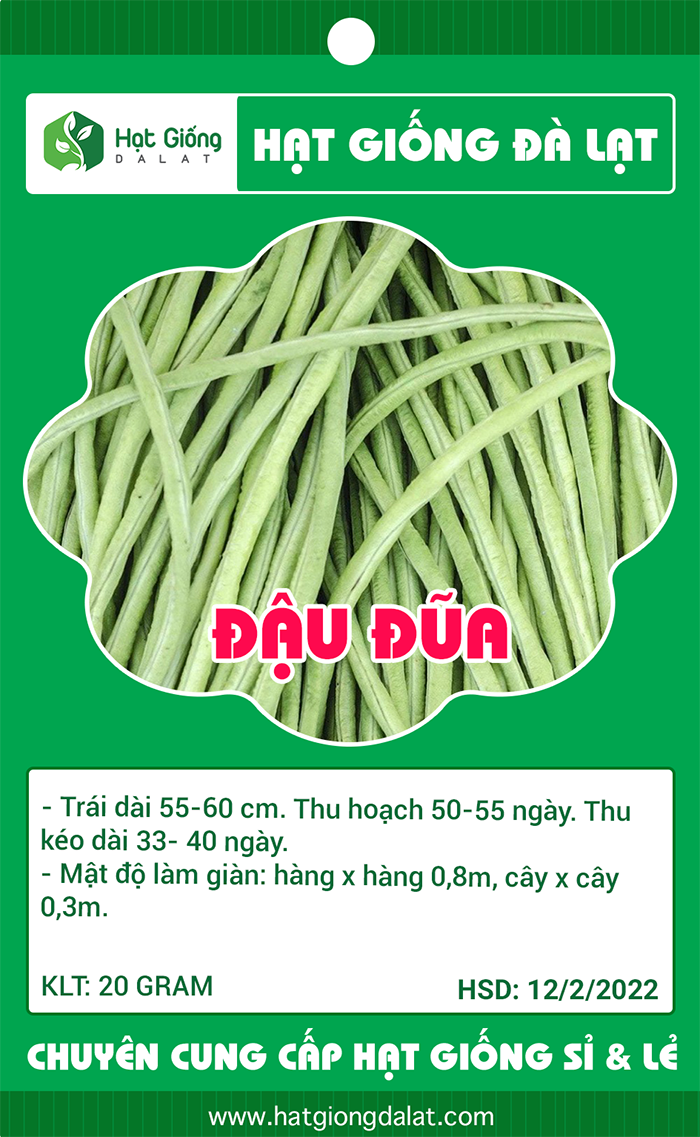 Hạt Giống
DALAT
HẠT GIỐNG ĐÀ LẠT
ĐẬU ĐŨA
- Trái dài 55-60 cm. Thu hoạch 50-55 ngày. Thu
kéo dài 33- 40 ngày.
- Mật độ làm giàn: hàng x hàng 0,8m, cây x cây
0,3m.
KLT: 20 GRAM
HSD: 12/2/2022
CHUYÊN CUNG CẤP HẠT GIỐNG SỈ & LẺ
www.hatgiongdalat.com